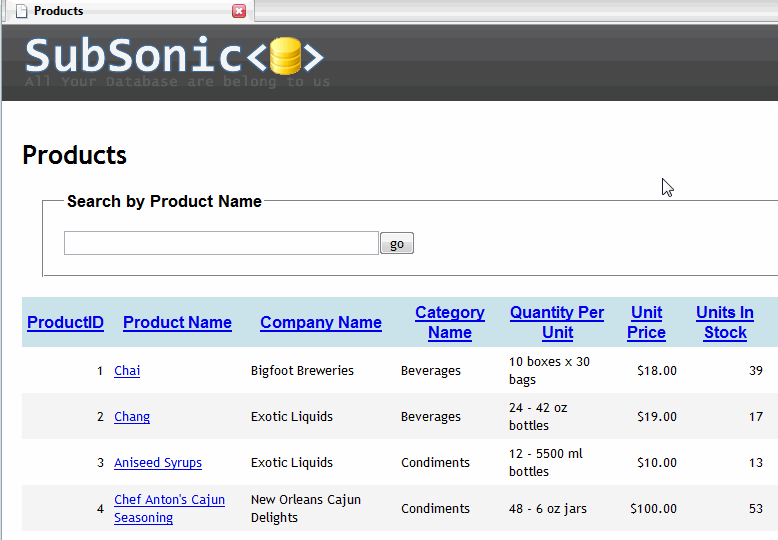 Products
SubSonic<>
All Your Database are belong to us
Products
Search by Product Name
go
ProductID Product Name Company Name Category Name Quantity Per Unit Unit Price Units In Stock
1 Chai Bigfoot Breweries Beverages 10 boxes x 30 bags $18.00 39
2 Chang Exotic Liquids Beverages 24 - 42 oz bottles $19.00 17
3 Aniseed Syrups Exotic Liquids Condiments 12 - 5500 ml bottles $10.00 13
4 Chef Anton's Cajun Seasoning New Orleans Cajun Delights Condiments 48 - 6 oz jars $100.00 53